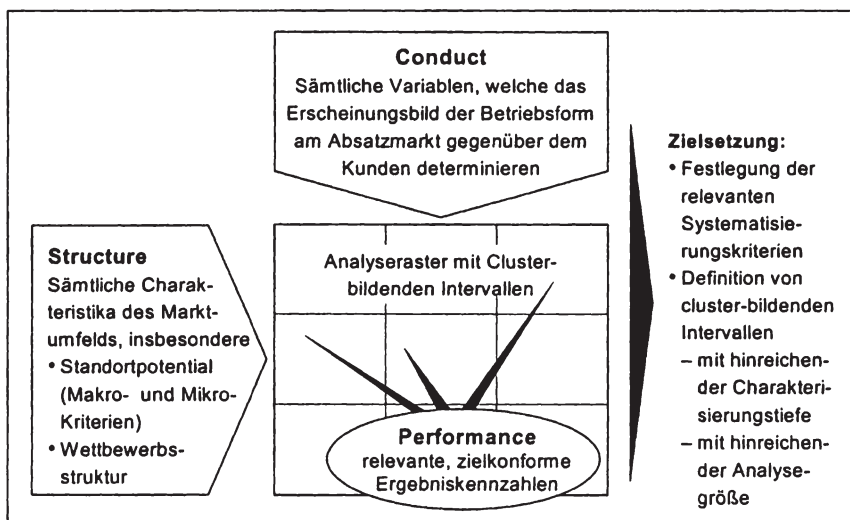 Conduct
Sämtliche Variablen, welche das
Erscheinungsbild der Betriebsform
am Absatzmarkt gegenüber dem
Kunden determinieren
Structure
Sämtliche Charak-
teristika des Markt-
umfelds, insbesondere
• Standortpotential
(Makro- und Mikro-
Kriterien)
• Wettbewerbs-
struktur
Analyseraster mit Cluster-
bildenden Intervallen
Performance
relevante, zielkonforme
Ergebniskennzahlen
Zielsetzung:
• Festlegung der
relevanten
Systematisie-
rungskriterien
• Definition von
cluster-bildenden
Intervallen
– mit hinreichen-
der Charakteri-
sierungstiefe
– mit hinreichen-
der Analyse-
größe